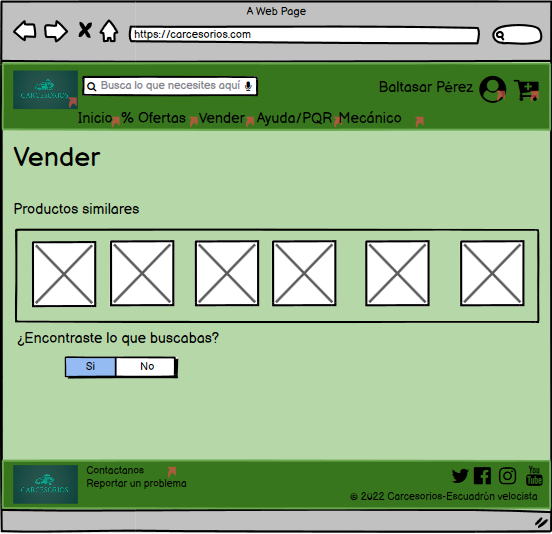 A Web Page
https://carcesorios.com
CARCESORIOS
Busca lo que necesites aquí
Baltasar Pérez
Inicio % Ofertas Vender Ayuda/PQR Mecánico
Vender
Productos similares
¿Encontraste lo que buscabas?
Si No
CARCESORIOS
Contactanos
Reportar un problema
You Tube
© 2022 Carcesorios-Escuadrón velocista